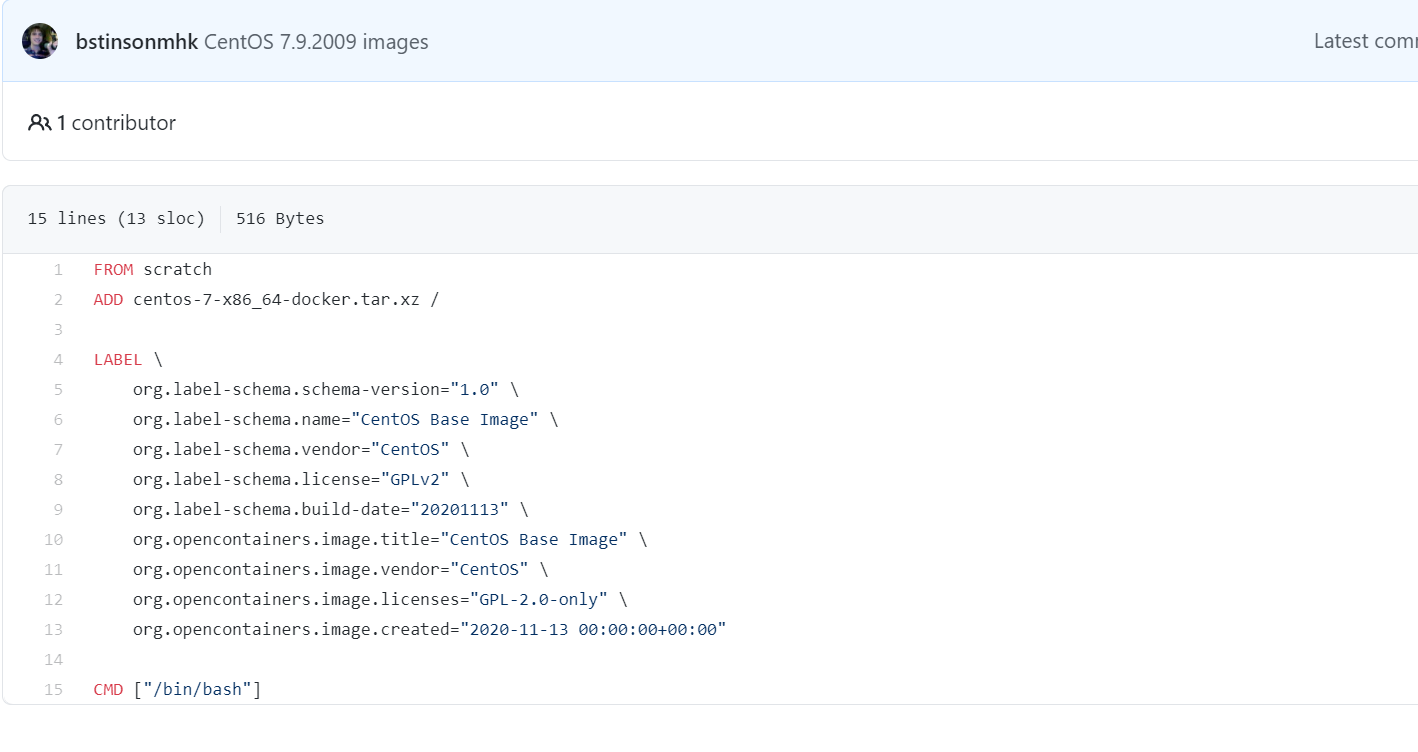 bstinsonmhk CentOS 7.9.2009 images
Latest
1 contributor
15 lines (13 sloc) 516 Bytes
1 FROM scratch
2 ADD centos-7-x86_64-docker.tar.xz /
3
4 LABEL \
5 org.label-schema.schema-version="1.0" \
6 org.label-schema.name="CentOS Base Image" \
7 org.label-schema.vendor="CentOS" \
8 org.label-schema.license="GPLv2" \
9 org.label-schema.build-date="20201113" \
10 org.opencontainers.image.title="CentOS Base Image" \
11 org.opencontainers.image.vendor="CentOS" \
12 org.opencontainers.image.licenses="GPL-2.0-only" \
13 org.opencontainers.image.created="2020-11-13 00:00:00+00:00"
14
15 CMD ["/bin/bash"]